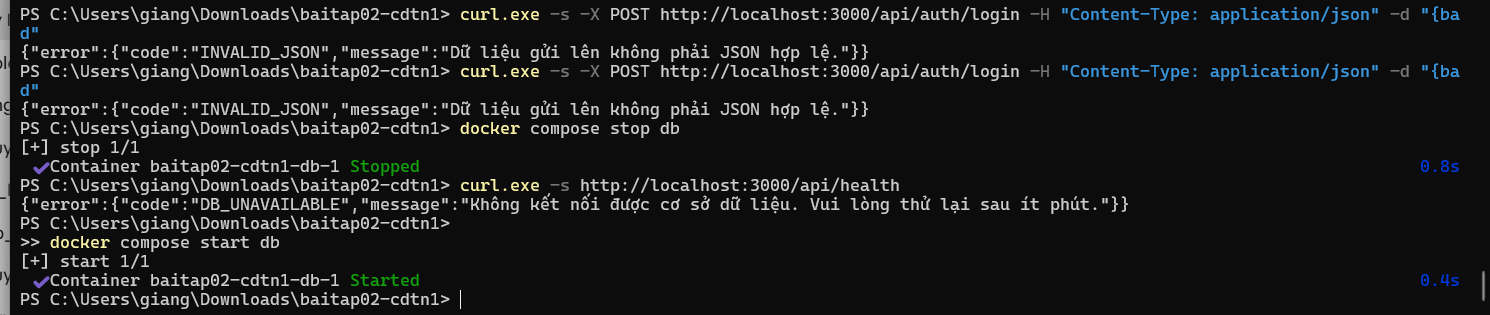 PS C:\Users\giang\Downloads\baitap02-cdtn1> curl.exe -s -X POST http://localhost:3000/api/auth/login -H "Content-Type: application/json" -d "{ba
d"
{"error":{"code":"INVALID_JSON","message":"Dữ liệu gửi lên không phải JSON hợp lệ."}}
PS C:\Users\giang\Downloads\baitap02-cdtn1> curl.exe -s -X POST http://localhost:3000/api/auth/login -H "Content-Type: application/json" -d "{ba
d"
{"error":{"code":"INVALID_JSON","message":"Dữ liệu gửi lên không phải JSON hợp lệ."}}
PS C:\Users\giang\Downloads\baitap02-cdtn1> docker compose stop db
[+] stop 1/1
✔Container baitap02-cdtn1-db-1 Stopped 0.8s
PS C:\Users\giang\Downloads\baitap02-cdtn1> curl.exe -s http://localhost:3000/api/health
{"error":{"code":"DB_UNAVAILABLE","message":"Không kết nối được cơ sở dữ liệu. Vui lòng thử lại sau ít phút."}}
PS C:\Users\giang\Downloads\baitap02-cdtn1>
>> docker compose start db
[+] start 1/1
✔Container baitap02-cdtn1-db-1 Started 0.4s
PS C:\Users\giang\Downloads\baitap02-cdtn1>